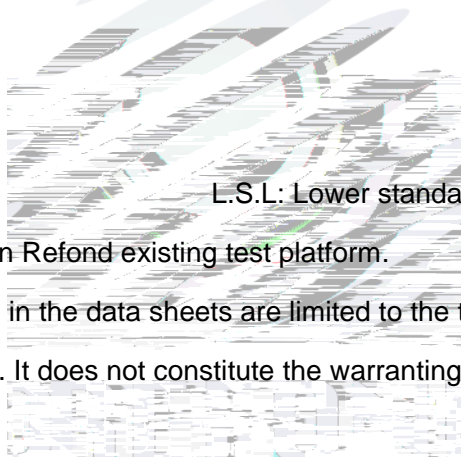 L.S.L: Lower standa
n Refond existing test platform.
in the data sheets are limited to the t
. It does not constitute the warranting